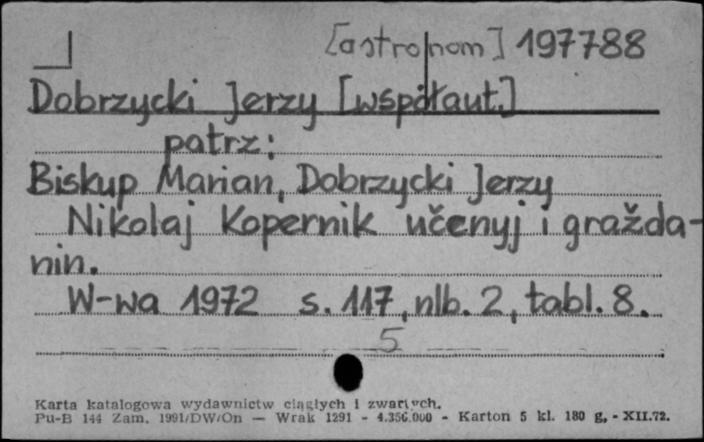 [astronom] 197788
Dobrzycki Jerzy [współaut.]
patrz:
Biskup Marian, Dobrzycki Jerzy
Nikolaj Kopernik učenyj i gražda-
nin.
W-wa 1972 s. 117, nlb. 2, tabl. 8.
5
Karta katalogowa wydawnictw ciągłych i zwartych.
Pu-B 144 Zam. 1991/DW/On — Wrak 1291 - 4.356.000 - Karton 5 kl. 180 g. - XII.72.